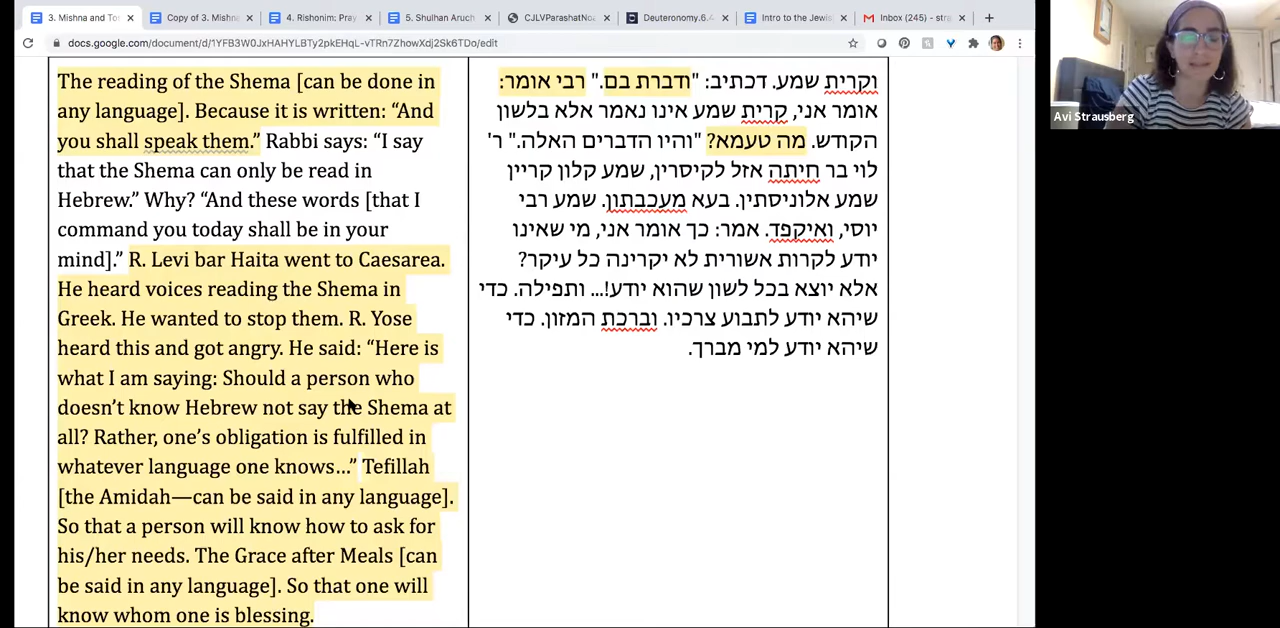 3. Mishna and Tos
Copy of 3. Mishna
4. Rishonim: Pray
5. Shulhan Aruch
CJLVParashatNoa
Deuteronomy.6.4
Intro to the Jewis
Inbox (245) - stra
docs.google.com/document/d/1YFB3W0JxHAHYLBTy2pkEHqL-vTRn7ZhowXdj2Sk6TDo/edit
Avi Strausberg
The reading of the Shema [can be done in
any language]. Because it is written: “And
you shall speak them.” Rabbi says: “I say
that the Shema can only be read in
Hebrew.” Why? “And these words [that I
command you today shall be in your
mind].” R. Levi bar Haita went to Caesarea.
He heard voices reading the Shema in
Greek. He wanted to stop them. R. Yose
heard this and got angry. He said: “Here is
what I am saying: Should a person who
doesn’t know Hebrew not say the Shema at
all? Rather, one’s obligation is fulfilled in
whatever language one knows…” Tefillah
[the Amidah—can be said in any language].
So that a person will know how to ask for
his/her needs. The Grace after Meals [can
be said in any language]. So that one will
know whom one is blessing.
וקרית שמע. דכתיב: "ודברת בם." רבי אומר:
אומר אני, קרית שמע אינו נאמר אלא בלשון
הקודש. מה טעמא? "והיו הדברים האלה." ר'
לוי בר חיתה אזל לקיסרין, שמע קלון קריין
שמע אלוניסתין. בעא מעכבתון. שמע רבי
יוסי, ואיקפד. אמר: כך אומר אני, מי שאינו
יודע לקרות אשורית לא יקרינה כל עיקר?
אלא יוצא בכל לשון שהוא יודע!... ותפילה. כדי
שיהא יודע לתבוע צרכיו. וברכת המזון. כדי
שיהא יודע למי מברך.